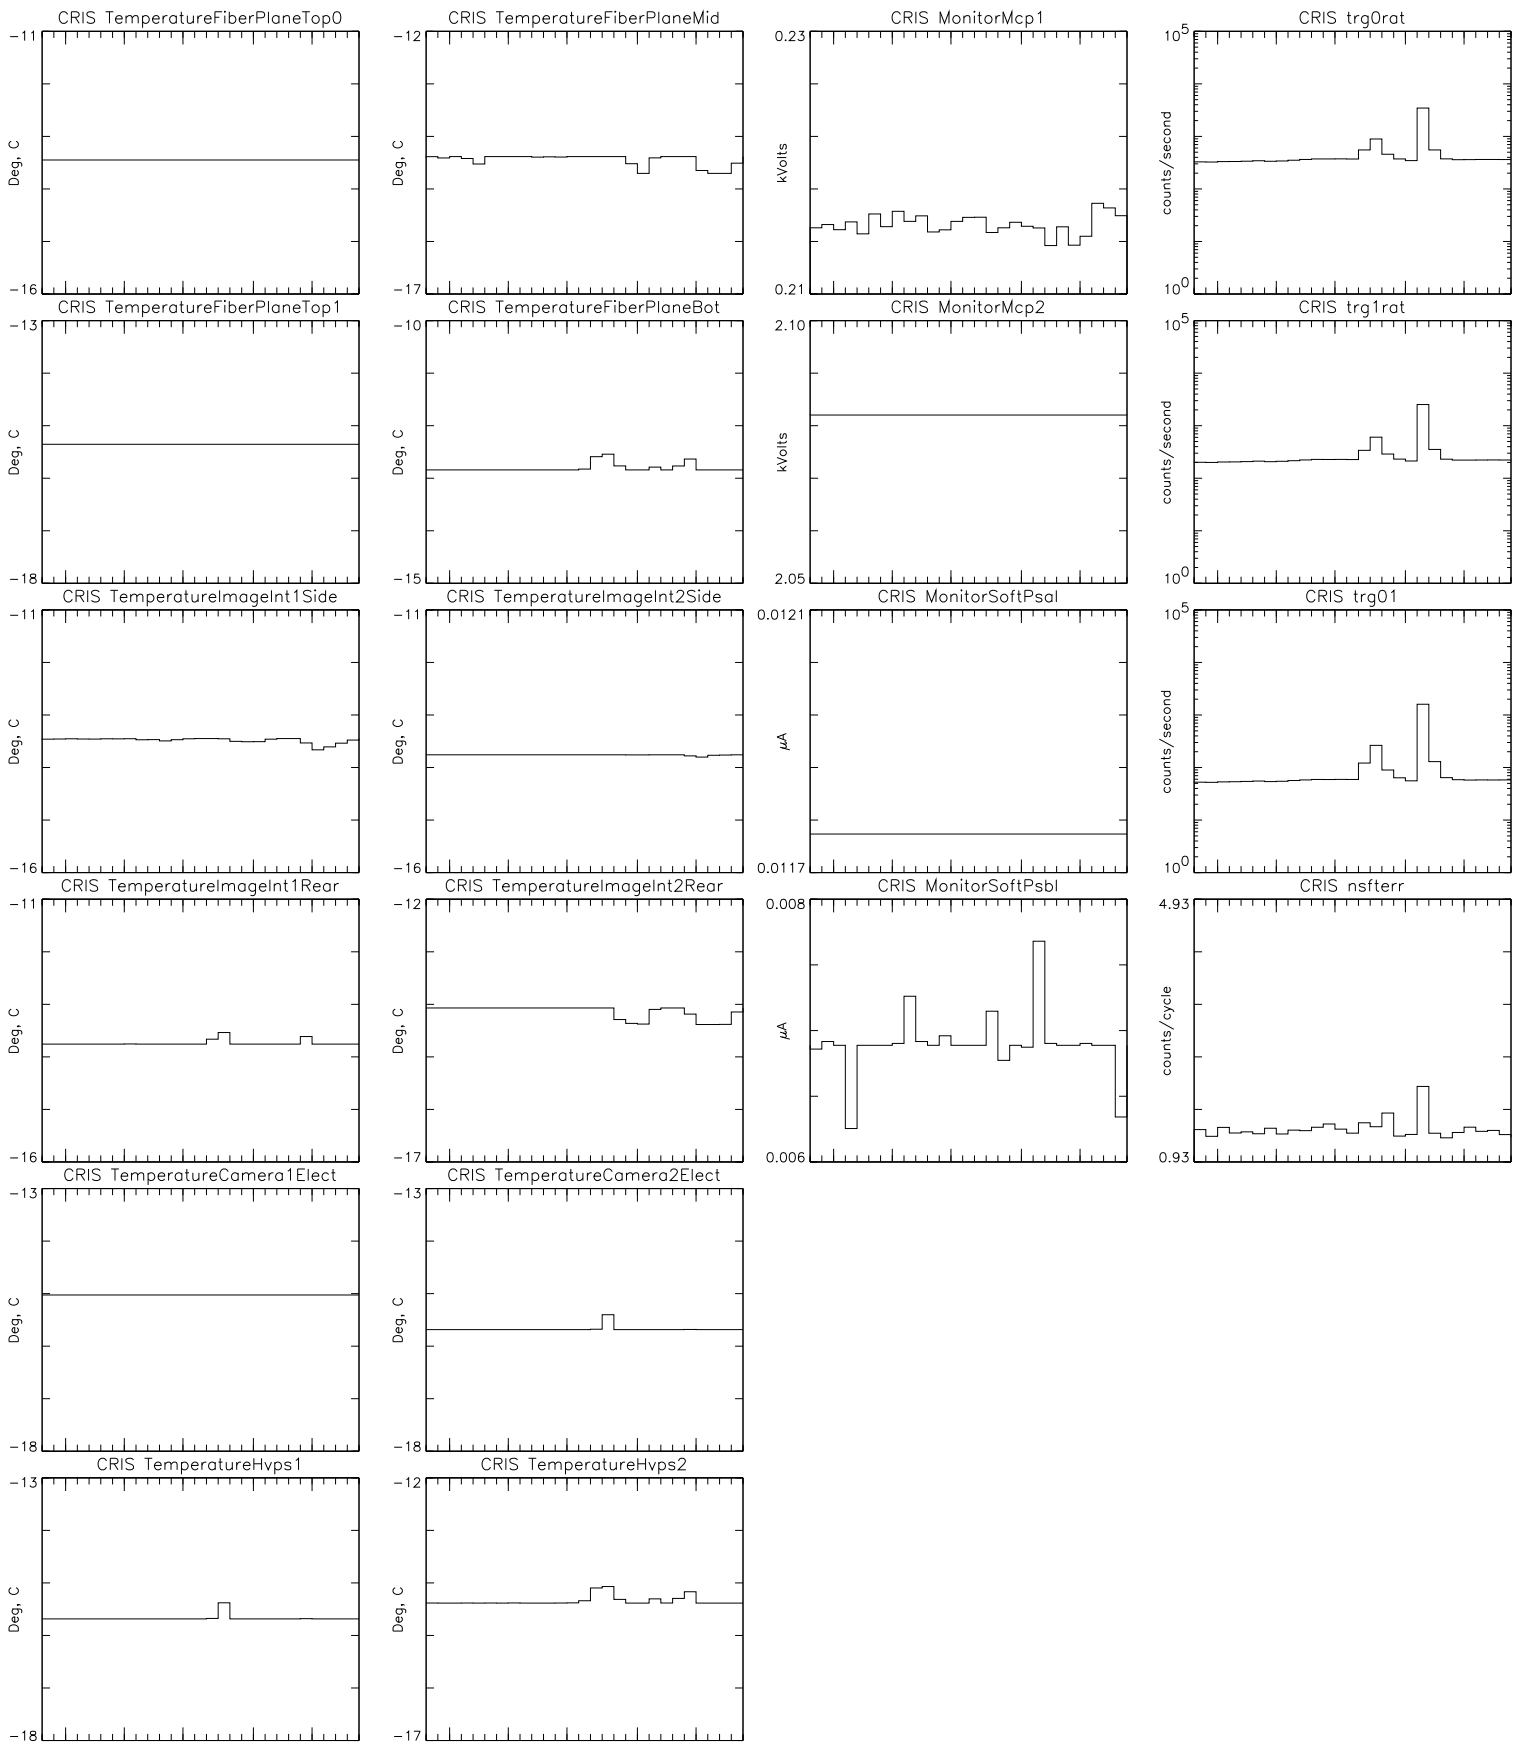 CRIS TemperatureFiberPlaneTop0
-11
Deg, C
-16
CRIS TemperatureFiberPlaneMid
-12
Deg, C
-17
CRIS MonitorMcp1
0.23
kVolts
0.21
CRIS trg0rat
10^5
counts/second
10^0
CRIS TemperatureFiberPlaneTop1
-13
Deg, C
-18
CRIS TemperatureFiberPlaneBot
-10
Deg, C
-15
CRIS MonitorMcp2
2.10
kVolts
2.05
CRIS trg1rat
10^5
counts/second
10^0
CRIS TemperatureImageInt1Side
-11
Deg, C
-16
CRIS TemperatureImageInt2Side
-11
Deg, C
-16
CRIS MonitorSoftPsaI
0.0121
μA
0.0117
CRIS trg01
10^5
counts/second
10^0
CRIS TemperatureImageInt1Rear
-11
Deg, C
-16
CRIS TemperatureImageInt2Rear
-12
Deg, C
-17
CRIS MonitorSoftPsbI
0.008
μA
0.006
CRIS nsfterr
4.93
counts/cycle
0.93
CRIS TemperatureCamera1Elect
-13
Deg, C
-18
CRIS TemperatureCamera2Elect
-13
Deg, C
-18
CRIS TemperatureHvps1
-13
Deg, C
-18
CRIS TemperatureHvps2
-12
Deg, C
-17